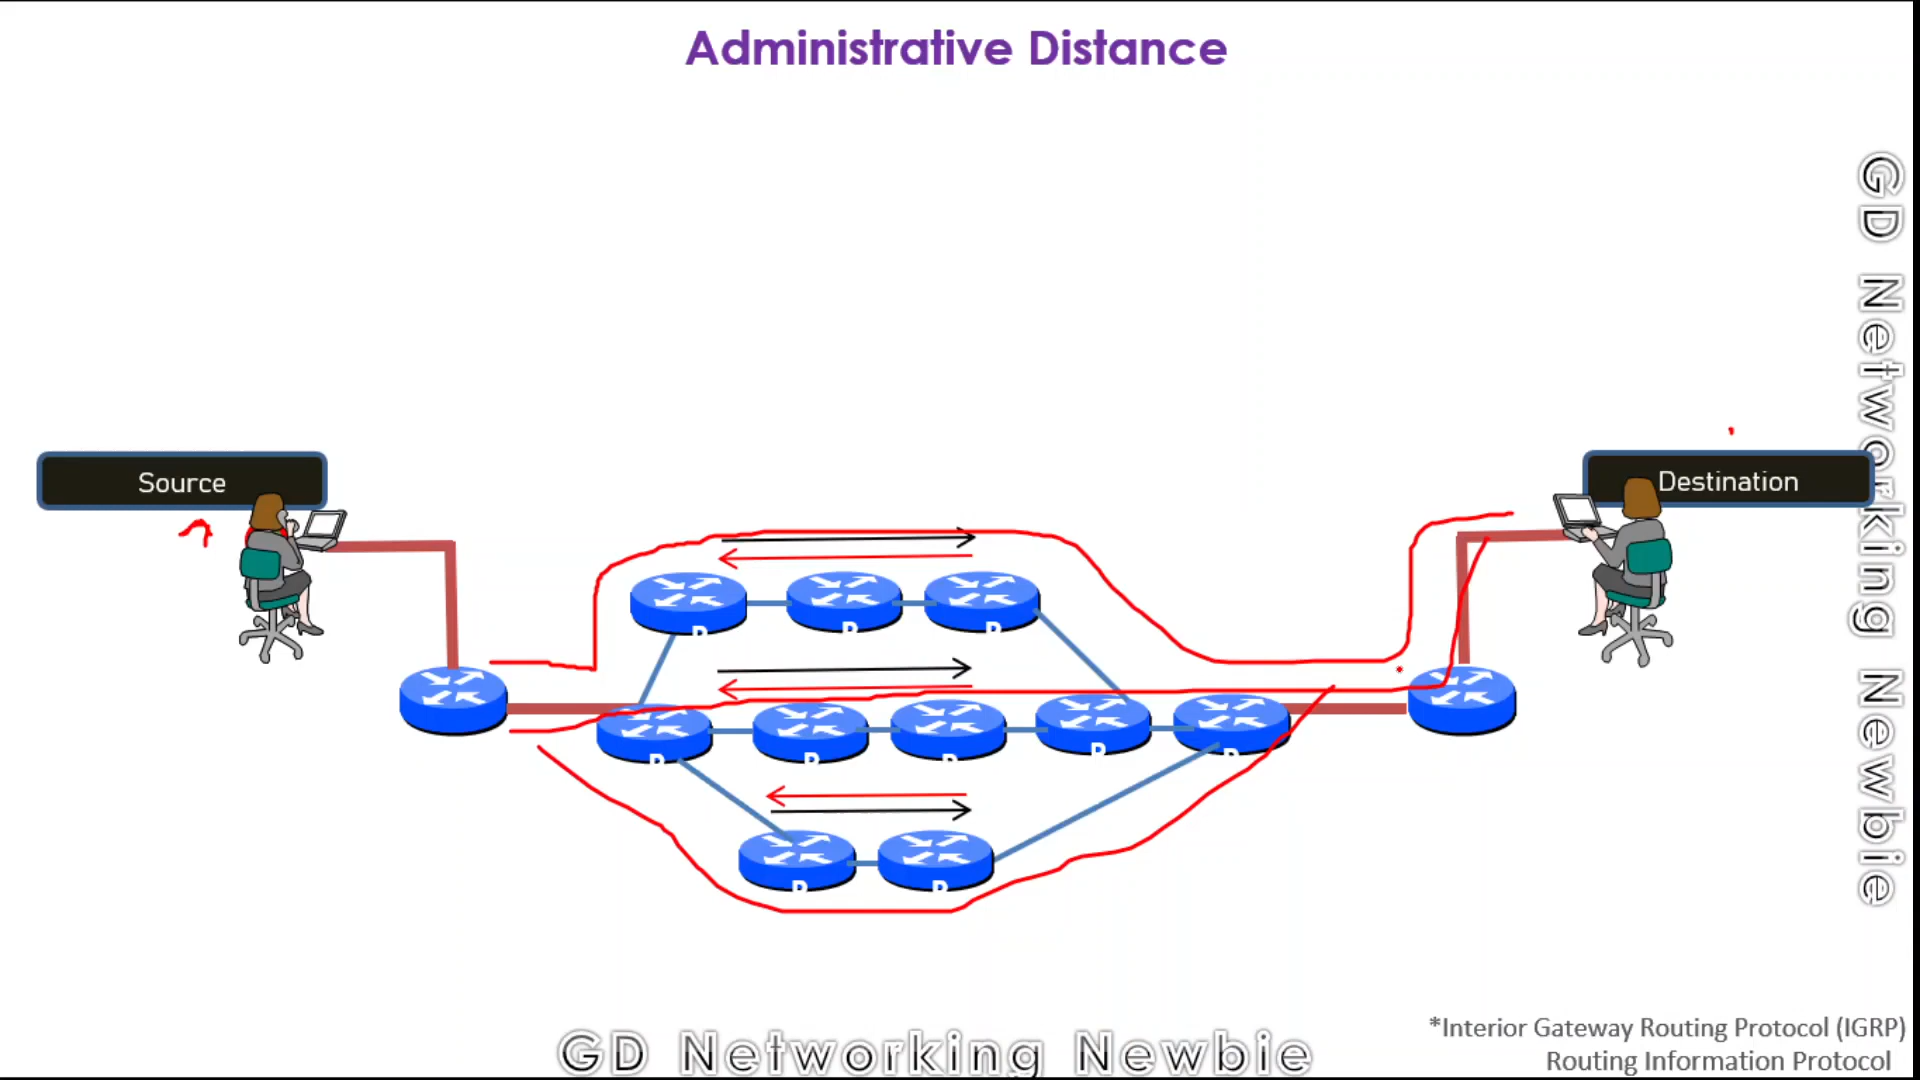 Administrative Distance
Source
Destination
GD Networking Newbie
GD Networking Newbie
*Interior Gateway Routing Protocol (IGRP)
Routing Information Protocol